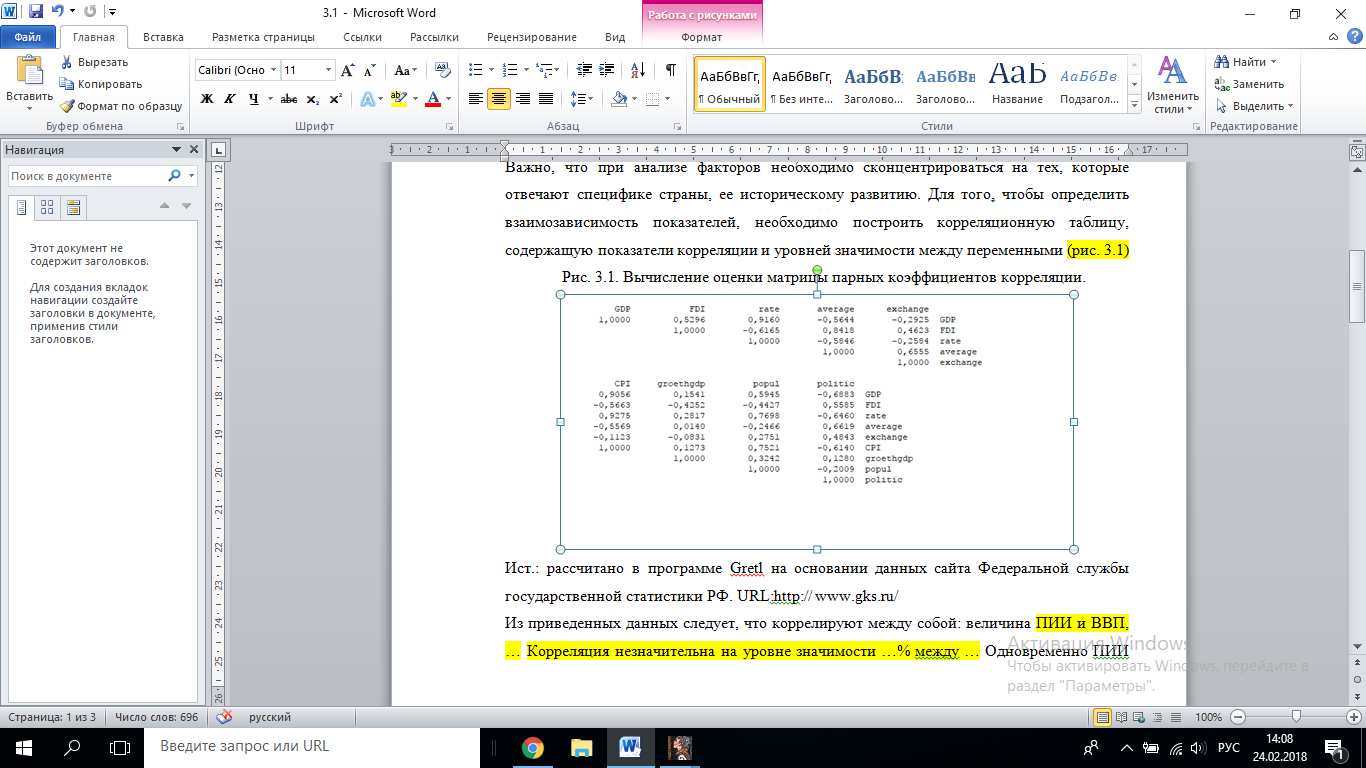 3.1 - Microsoft Word
Работа с рисунками
Файл Главная Вставка Разметка страницы Ссылки Рассылки Рецензирование Вид Формат
Вставить
Вырезать
Копировать
Формат по образцу
Буфер обмена
Calibri (Осно 11
Ж К Ч abc x₂ x²
Шрифт
Абзац
АаБбВвГг, АаБбВвГг, АаБбВ АаБбВв АаБ АаБбВв.
¶ Обычный ¶ Без инте... Заголово... Заголово... Название Подзагол...
Стили
Изменить стили
Найти
Заменить
Выделить
Редактирование
Навигация
Поиск в документе
Этот документ не
содержит заголовков.
Для создания вкладок
навигации создайте
заголовки в документе,
применив стили
заголовков.
Важно, что при анализе факторов необходимо сконцентрироваться на тех, которые
отвечают специфике страны, ее историческому развитию. Для того, чтобы определить
взаимозависимость показателей, необходимо построить корреляционную таблицу,
содержащую показатели корреляции и уровней значимости между переменными (рис. 3.1)
Рис. 3.1. Вычисление оценки матрицы парных коэффициентов корреляции.
GDP FDI rate average exchange
1,0000 0,5296 0,9160 -0,5644 -0,2925 GDP
1,0000 -0,6165 0,8418 0,4623 FDI
1,0000 -0,5846 -0,2584 rate
1,0000 0,6555 average
1,0000 exchange
CPI groethgdp popul politic
0,9056 0,1541 0,5945 -0,6883 GDP
-0,5663 -0,4252 -0,4427 0,5585 FDI
0,9275 0,2817 0,7698 -0,6460 rate
-0,5569 0,0140 -0,2466 0,6619 average
-0,1123 -0,0831 0,2751 0,4843 exchange
1,0000 0,1273 0,7521 -0,6140 CPI
1,0000 0,3242 0,1280 groethgdp
1,0000 -0,2009 popul
1,0000 politic
Ист.: рассчитано в программе Gretl на основании данных сайта Федеральной службы
государственной статистики РФ. URL:http:// www.gks.ru/
Из приведенных данных следует, что коррелируют между собой: величина ПИИ и ВВП,
… Корреляция незначительна на уровне значимости …% между … Одновременно ПИИ
Активация Windows
Чтобы активировать Windows, перейдите в
раздел "Параметры".
Страница: 1 из 3 Число слов: 696 русский 100%
Введите запрос или URL
РУС
14:08
24.02.2018